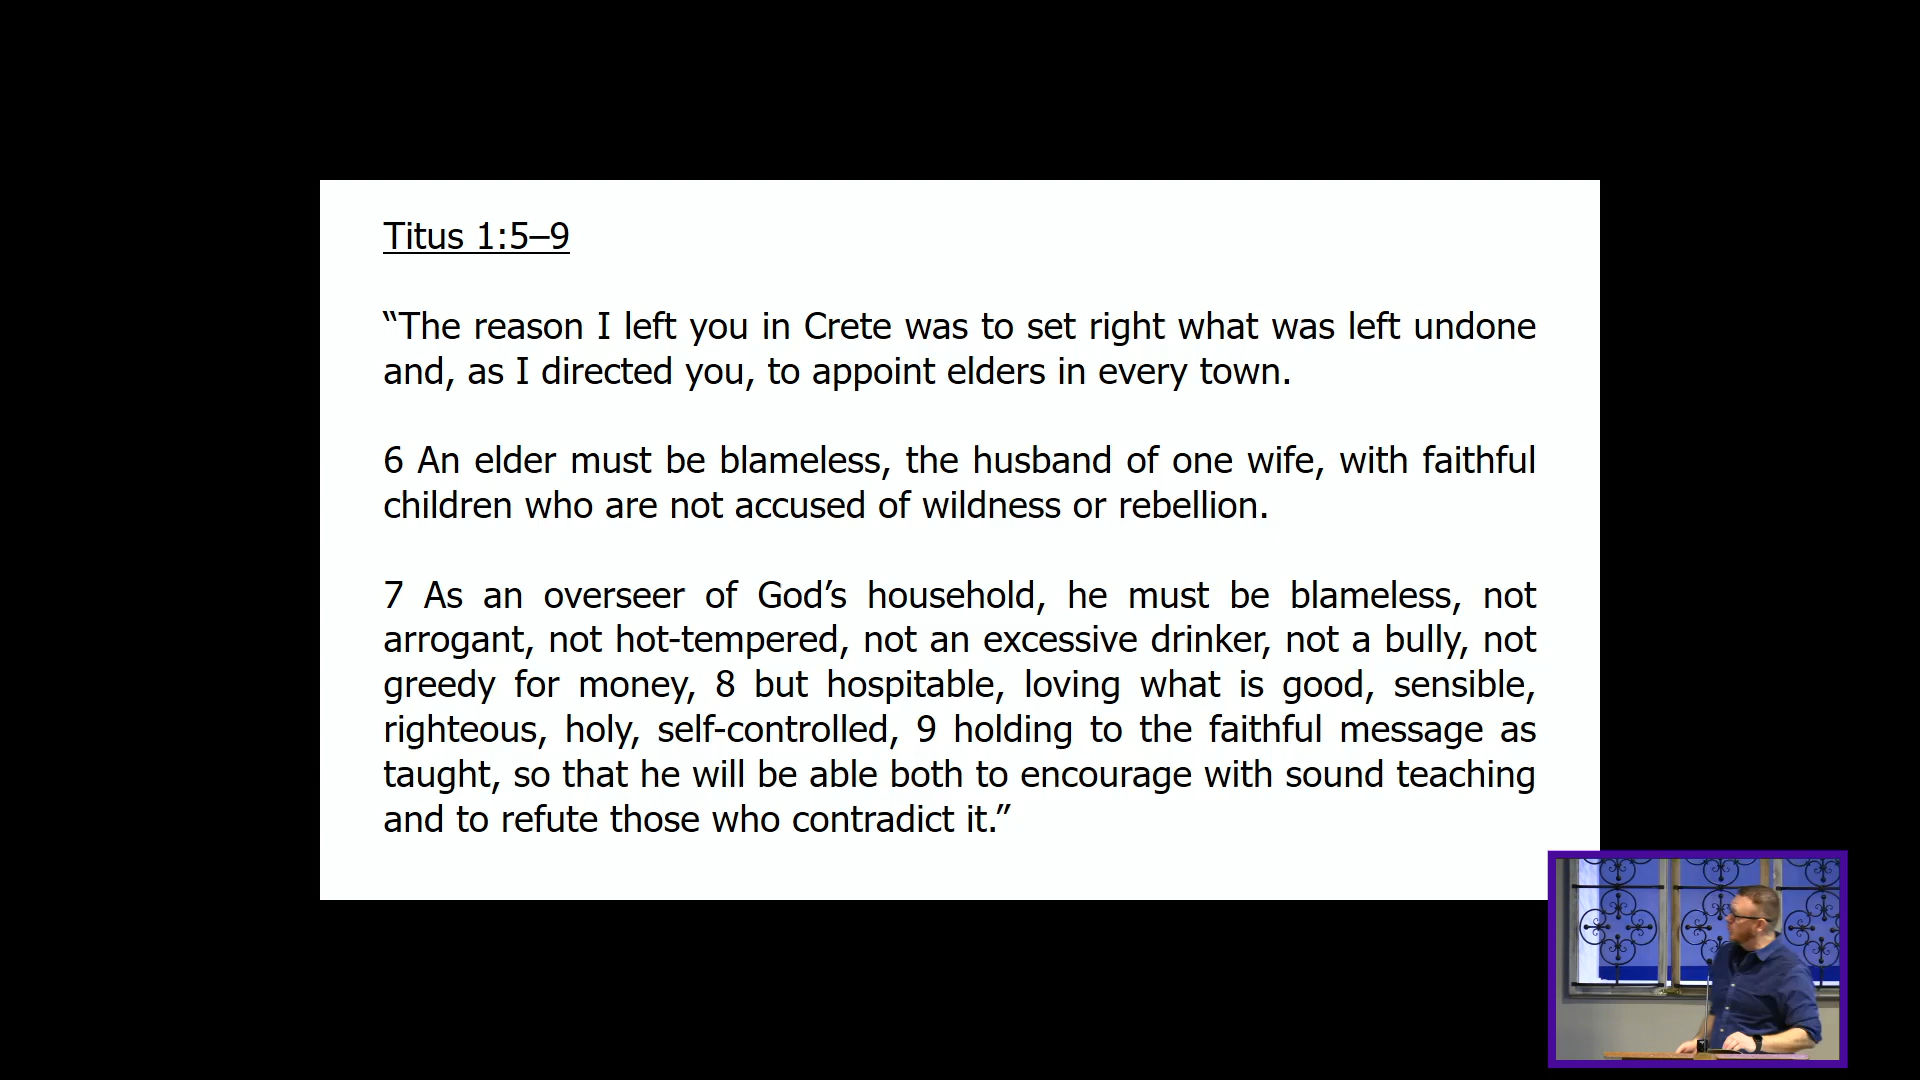 Titus 1:5–9
“The reason I left you in Crete was to set right what was left undone
and, as I directed you, to appoint elders in every town.
6 An elder must be blameless, the husband of one wife, with faithful
children who are not accused of wildness or rebellion.
7 As an overseer of God’s household, he must be blameless, not
arrogant, not hot-tempered, not an excessive drinker, not a bully, not
greedy for money, 8 but hospitable, loving what is good, sensible,
righteous, holy, self-controlled, 9 holding to the faithful message as
taught, so that he will be able both to encourage with sound teaching
and to refute those who contradict it.”